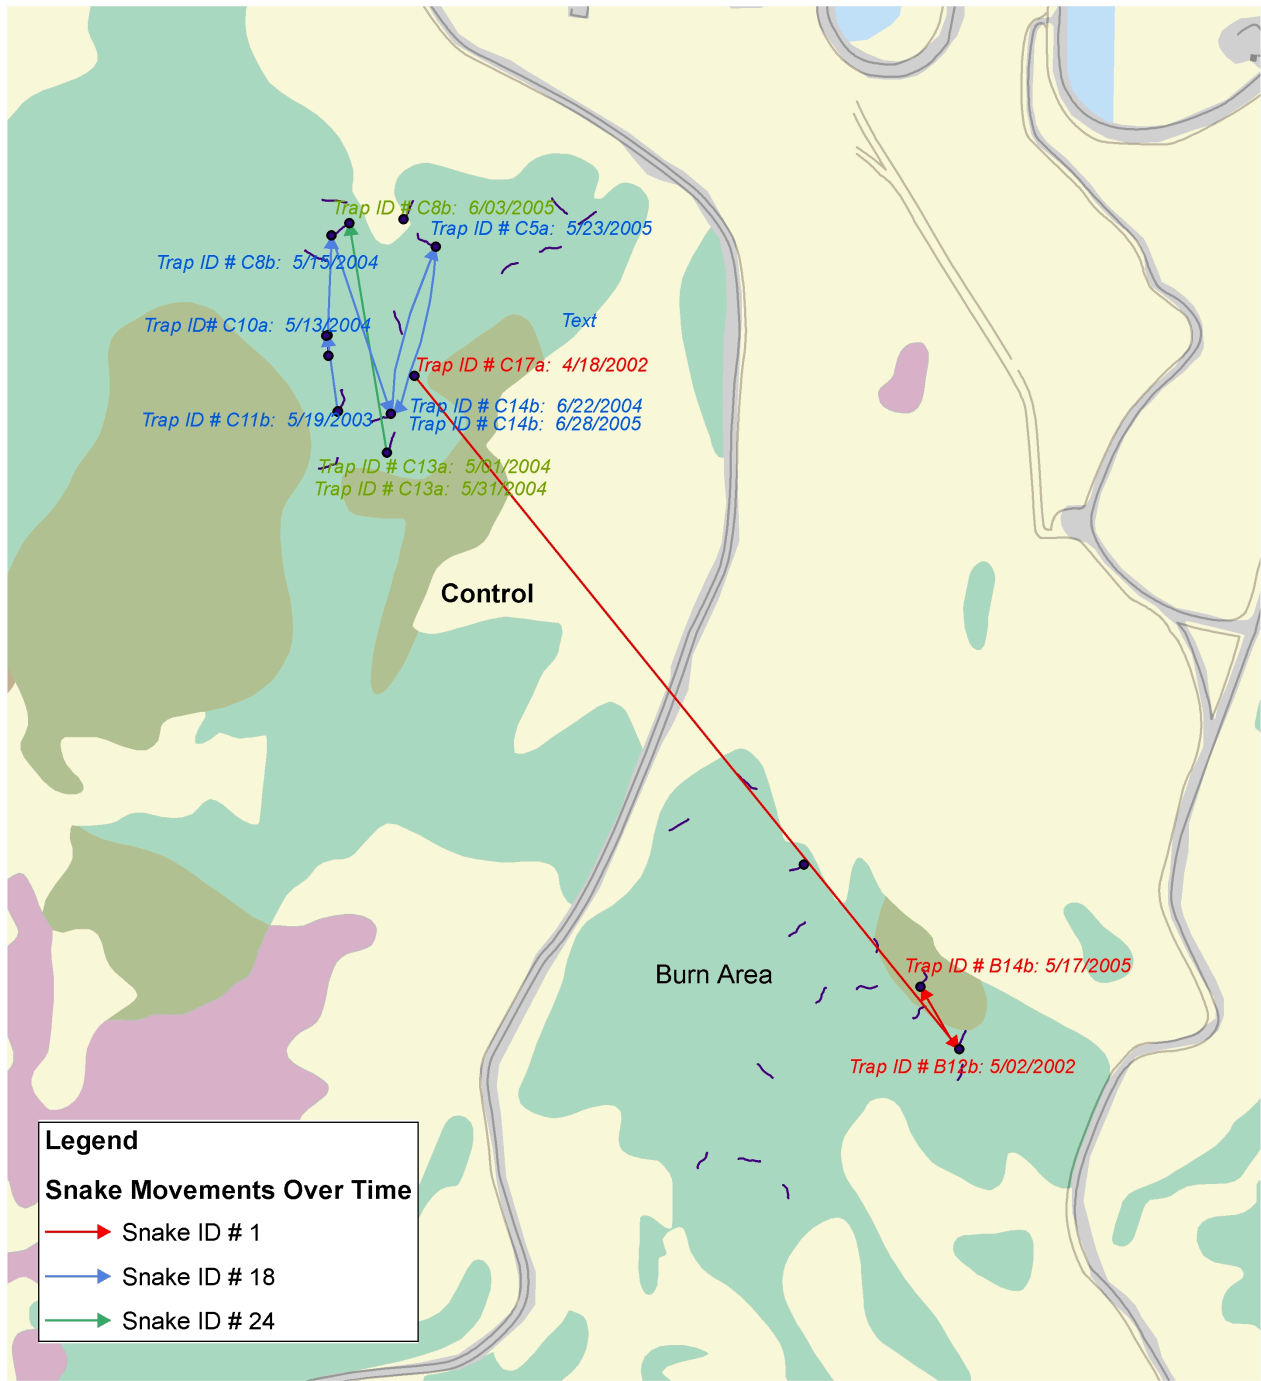 Trap ID # C8b: 6/03/2005
Trap ID # C5a: 5/23/2005
Trap ID # C8b: 5/15/2004
Text
Trap ID# C10a: 5/13/2004
Trap ID # C17a: 4/18/2002
Trap ID # C14b: 6/22/2004
Trap ID # C11b: 5/19/2003
Trap ID # C14b: 6/28/2005
Trap ID # C13a: 5/01/2004
Trap ID # C13a: 5/31/2004
Control
Burn Area
Trap ID # B14b: 5/17/2005
Trap ID # B12b: 5/02/2002
Legend
Snake Movements Over Time
Snake ID # 1
Snake ID # 18
Snake ID # 24